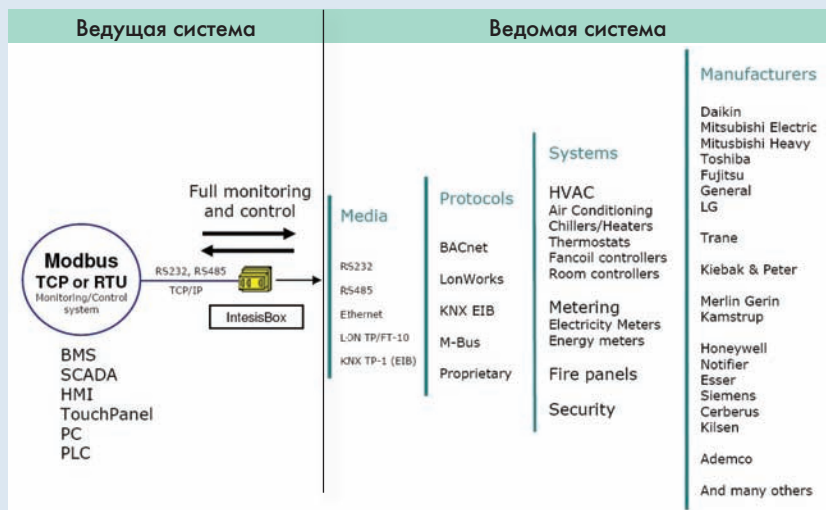 Ведущая система
Ведомая система
Full monitoring
and control
Modbus
TCP or RTU
Monitoring/Control
system
RS232, RS485
TCP/IP
IntesisBox
BMS
SCADA
HMI
TouchPanel
PC
PLC
Media
RS232
RS485
Ethernet
LON TP/FT-10
KNX TP-1 (EIB)
Protocols
BACnet
LonWorks
KNX EIB
M-Bus
Proprietary
Systems
HVAC
Air Conditioning
Chillers/Heaters
Thermostats
Fancoil controllers
Room controllers
Metering
Electricity Meters
Energy meters
Fire panels
Security
Manufacturers
Daikin
Mitsubishi Electric
Mitusbishi Heavy
Toshiba
Fujitsu
General
LG
Trane
Kiebak & Peter
Merlin Gerin
Kamstrup
Honeywell
Notifier
Esser
Siemens
Cerberus
Kilsen
Ademco
And many others